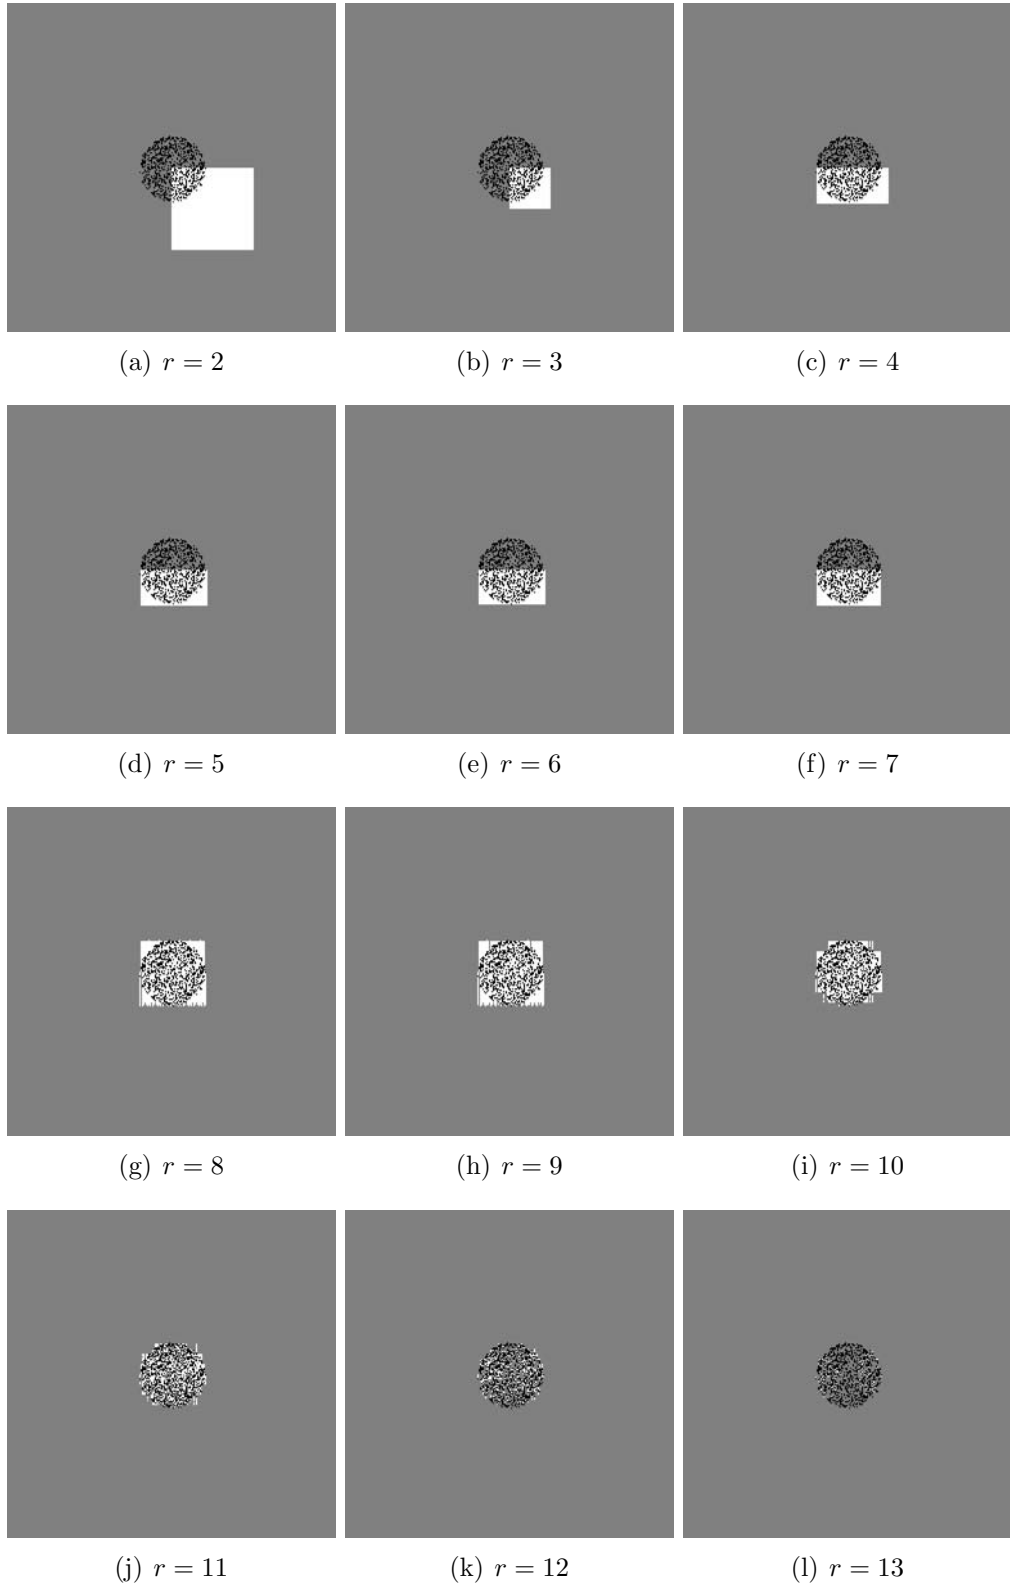 (a) r = 2 (b) r = 3 (c) r = 4
(d) r = 5 (e) r = 6 (f) r = 7
(g) r = 8 (h) r = 9 (i) r = 10
(j) r = 11 (k) r = 12 (l) r = 13